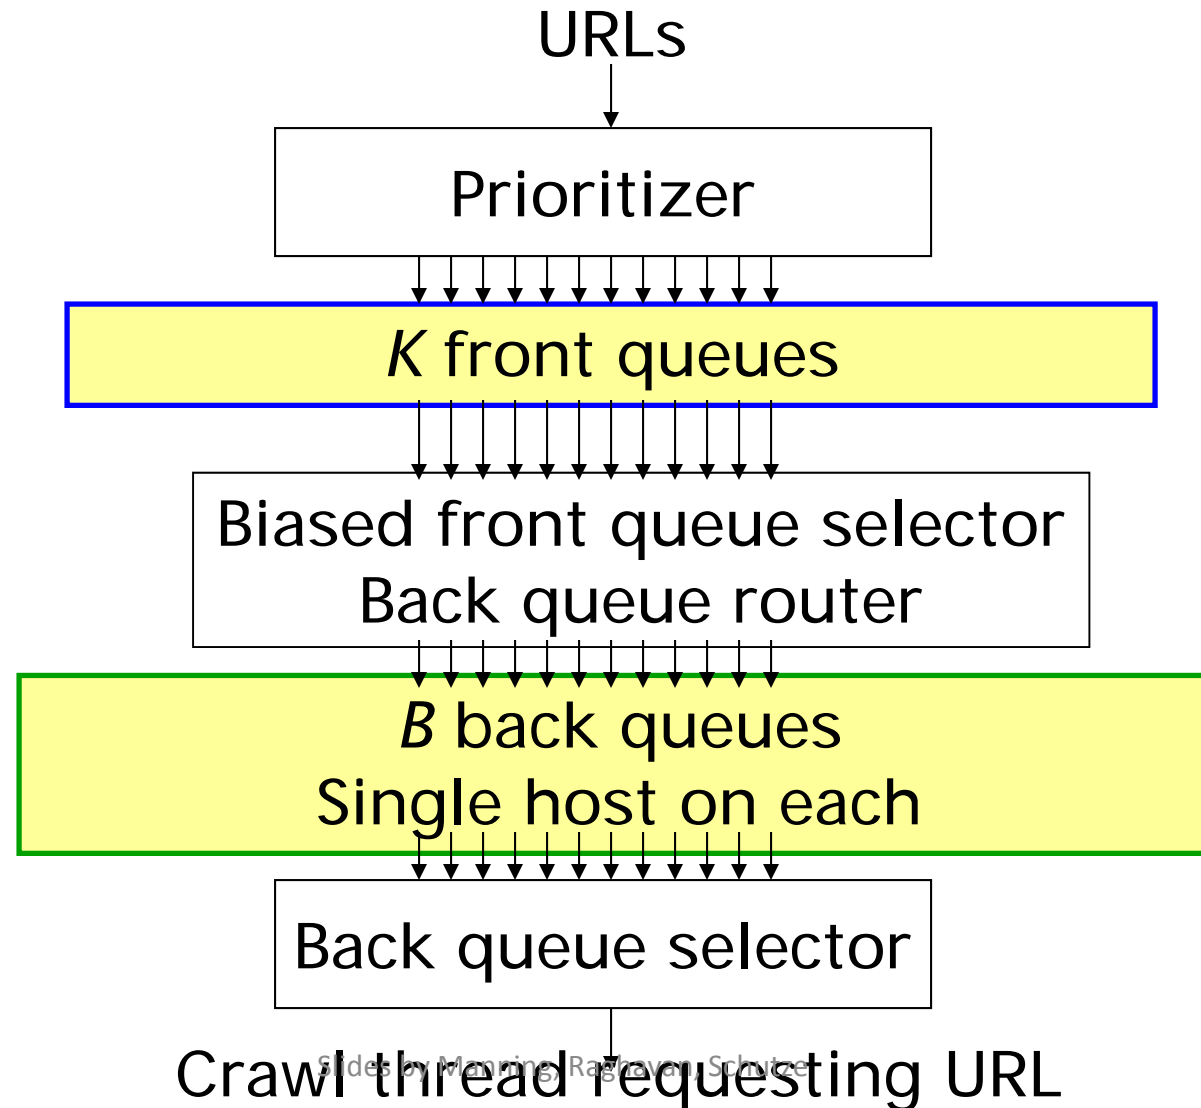 URLs
Prioritizer
K front queues
Biased front queue selector
Back queue router
B back queues
Single host on each
Back queue selector
Crawl thread requesting URL
Slides by Manning, Raghavan, Schutze